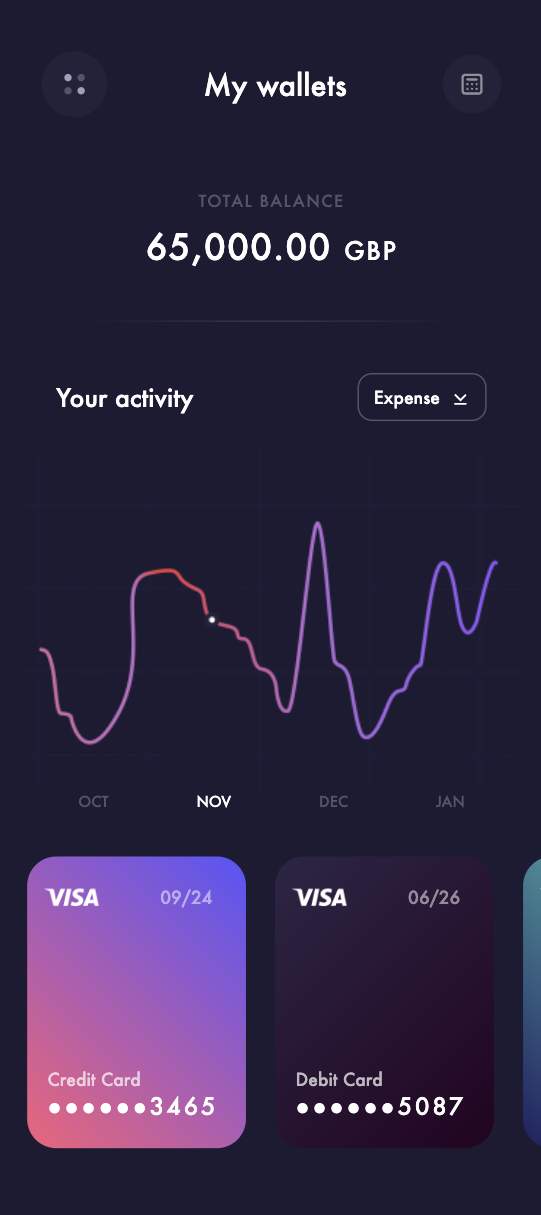 My wallets
TOTAL BALANCE
65,000.00 GBP
Your activity
Expense
OCT NOV DEC JAN
VISA 09/24
Credit Card
●●●●●●3465
VISA 06/26
Debit Card
●●●●●●5087